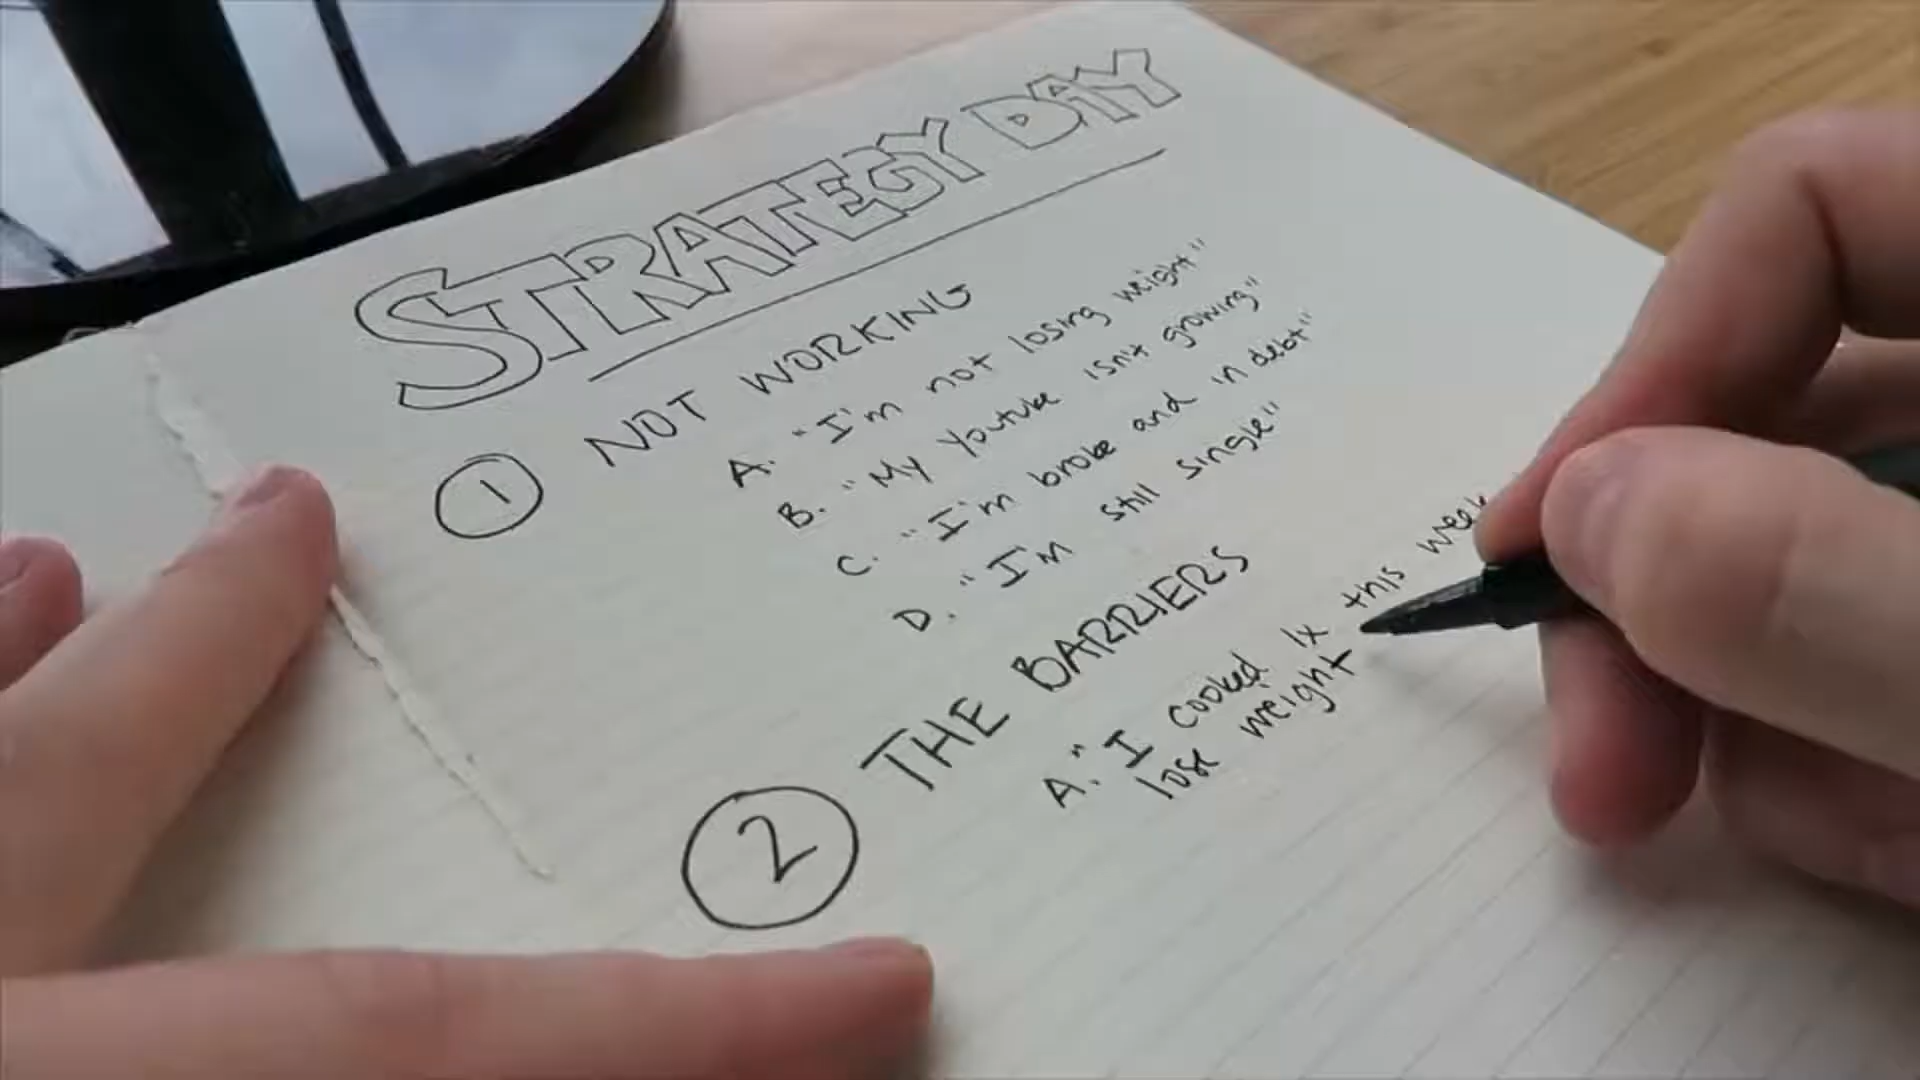 STRATEGY DAY
1 NOT WORKING
A. "I'm not losing weight"
B. "My Youtube isn't growing"
C. "I'm broke and in debt"
D. "I'm still single"
2 THE BARRIERS
A. "I cooked 1x this week
lose weight